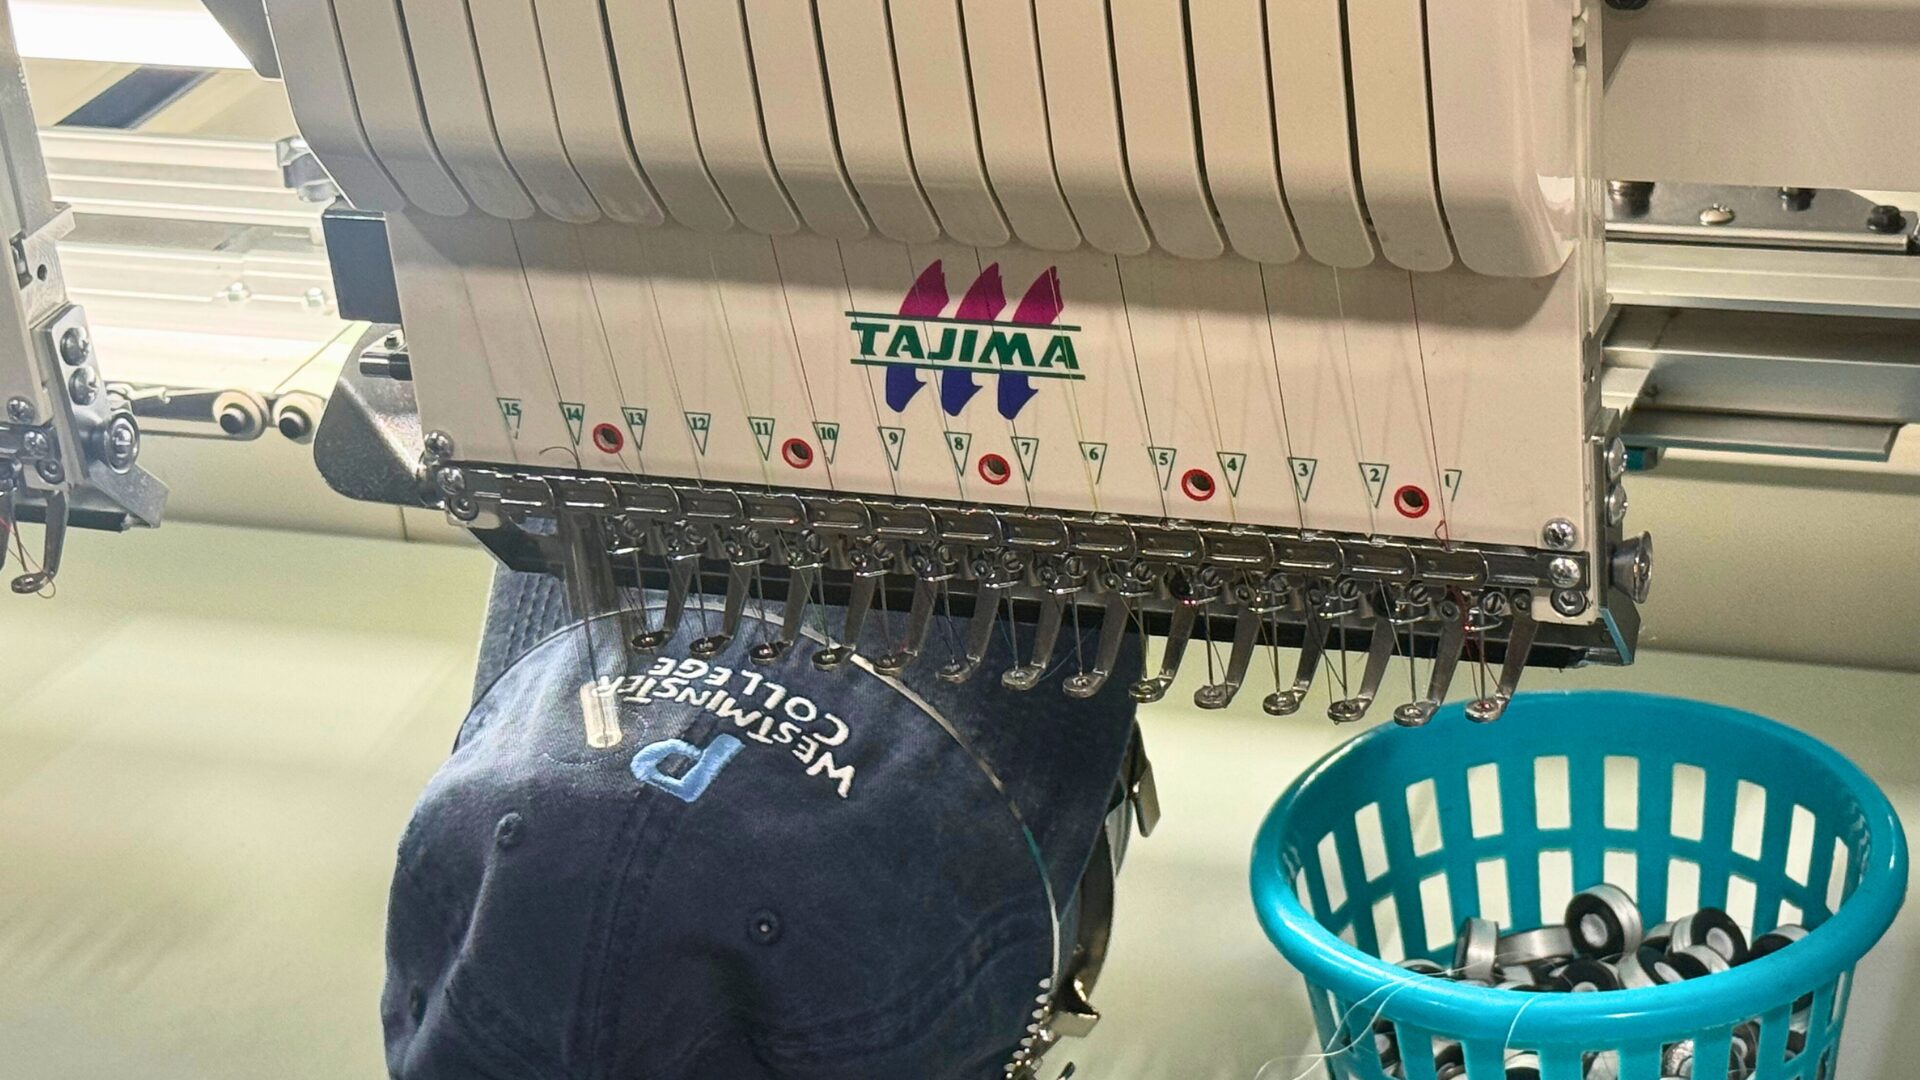 TAJIMA
15 14 13 12 11 10 9 8 7 6 5 4 3 2 1
WESTMINSTER
COLLEGE
P